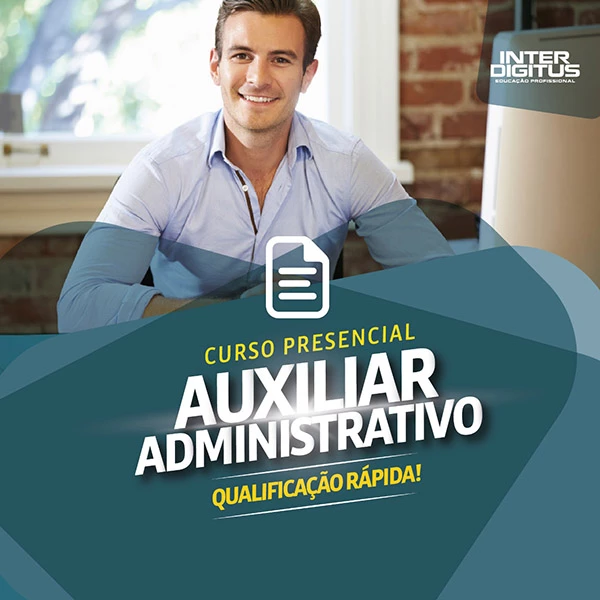 INTER
DIGITUS
EDUCAÇÃO PROFISSIONAL
CURSO PRESENCIAL
AUXILIAR
ADMINISTRATIVO
QUALIFICAÇÃO RÁPIDA!